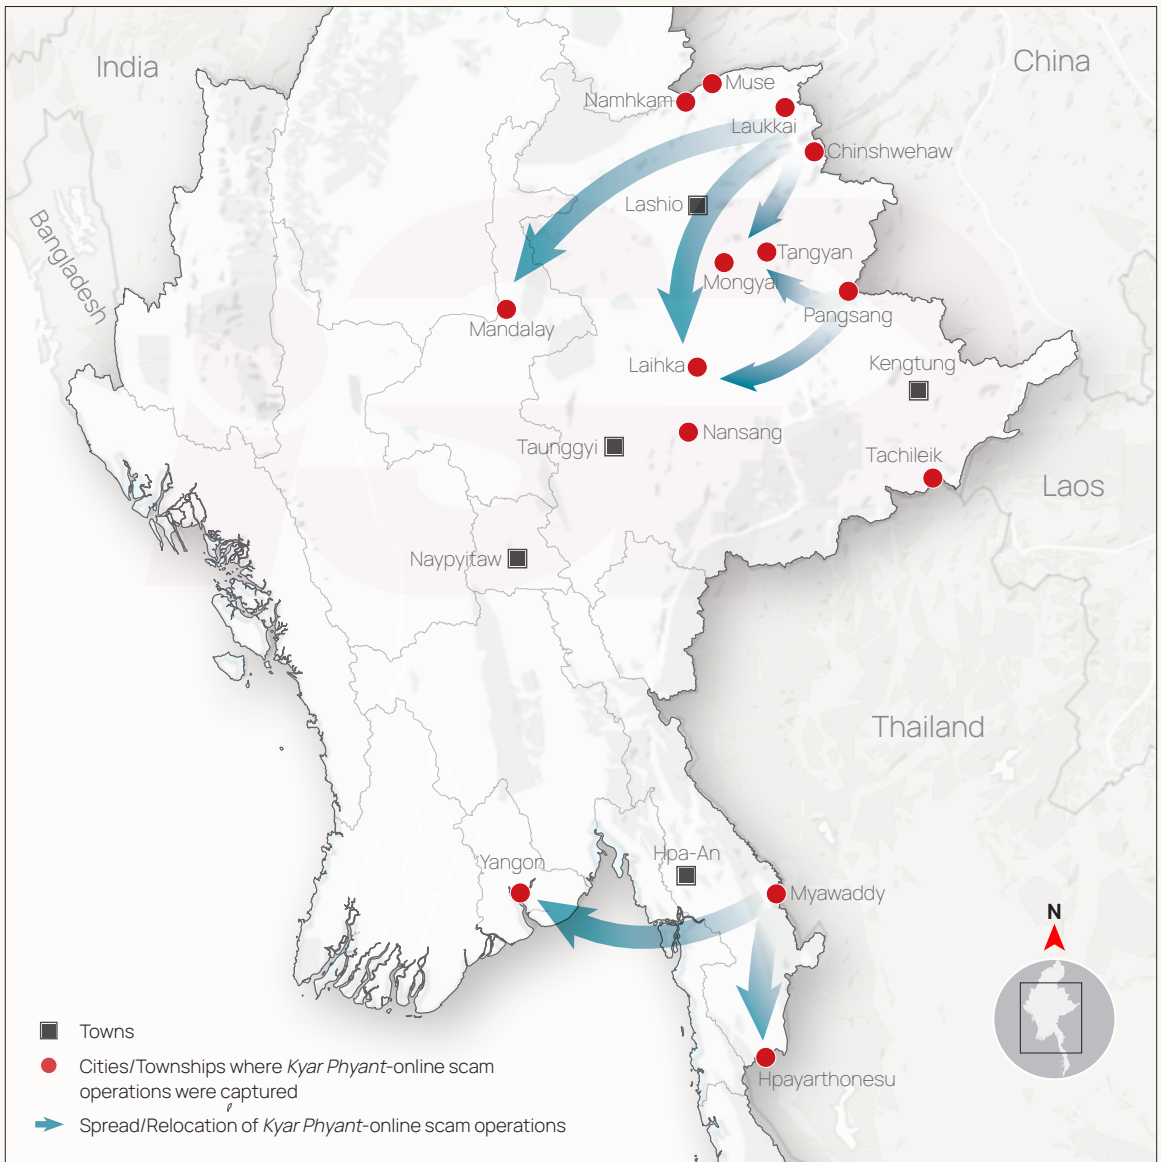 India
China
Muse
Namhkam
Laukkai
Chinshwehaw
Lashio
Bangladesh
Tangyan
Mongyai
Pangsang
Mandalay
Laihka
Kengtung
Nansang
Taunggyi
Tachileik
Laos
Naypyitaw
Thailand
Yangon
Hpa-An
Myawaddy
N
Hpayarthonesu
Towns
Cities/Townships where Kyar Phyant-online scam
operations were captured
Spread/Relocation of Kyar Phyant-online scam operations